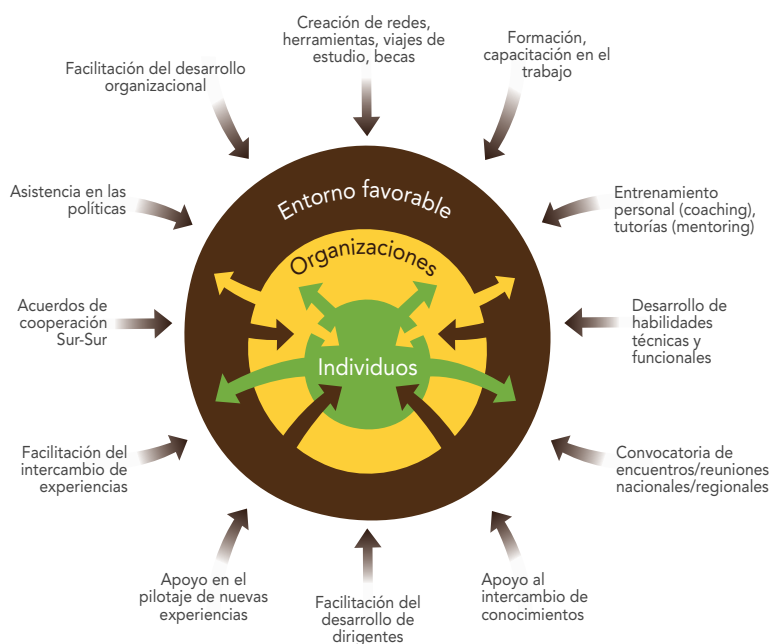 Creación de redes,
herramientas, viajes de
estudio, becas
Formación,
capacitación en el
trabajo
Facilitación del desarrollo
organizacional
Asistencia en las
políticas
Entrenamiento
personal (coaching),
tutorías (mentoring)
Entorno favorable
Organizaciones
Individuos
Acuerdos de
cooperación
Sur-Sur
Desarrollo de
habilidades
técnicas y
funcionales
Facilitación del
intercambio de
experiencias
Convocatoria de
encuentros/reuniones
nacionales/regionales
Apoyo en el
pilotaje de nuevas
experiencias
Facilitación del
desarrollo de
dirigentes
Apoyo al
intercambio de
conocimientos